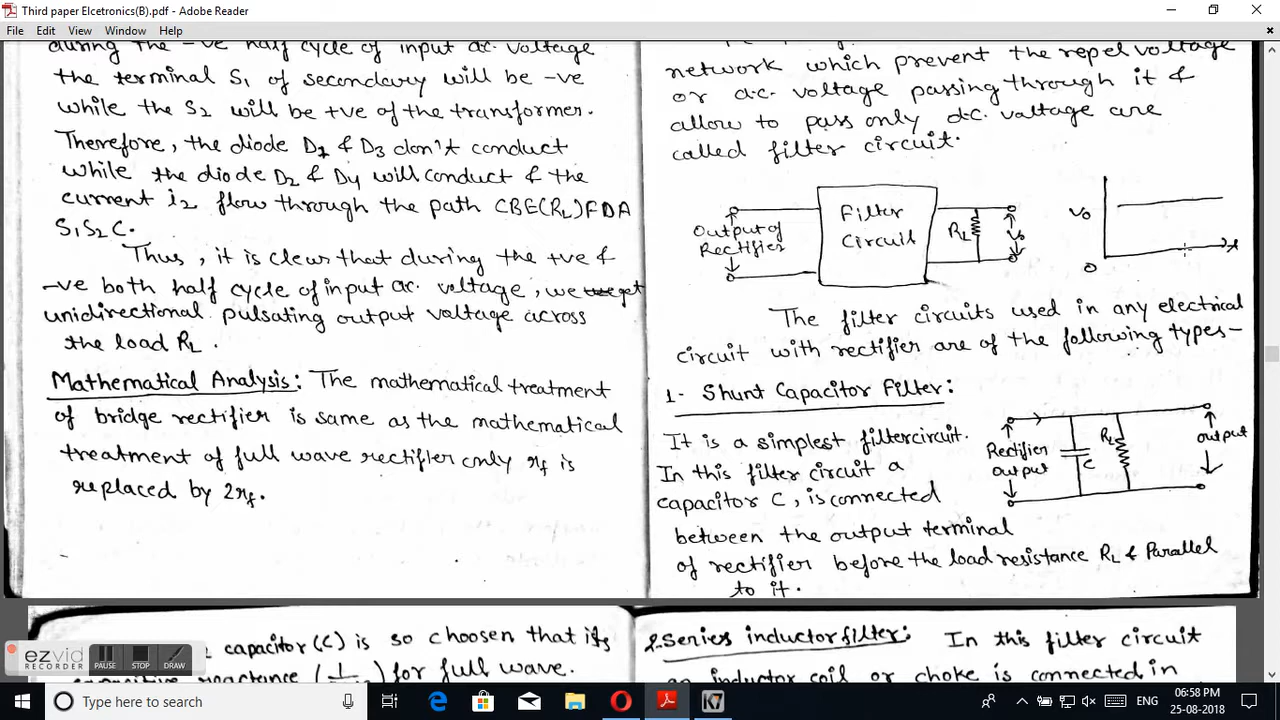 Third paper Elcetronics(B).pdf - Adobe Reader
File Edit View Window Help
during the -ve half cycle of input ac. voltage
the terminal S1 of secondary will be -ve
while the S2 will be +ve of the transformer.
Therefore, the diode D1 & D3 don't conduct
while the diode D2 & D4 will conduct & the
current i2 flow through the path CBE(RL)FDA
S1S2C.
Thus, it is clear that during the +ve &
-ve both half cycle of input ac. voltage, we get
unidirectional pulsating output voltage across
the load RL.
Mathematical Analysis: The mathematical treatment
of bridge rectifier is same as the mathematical
treatment of full wave rectifier only rf is
replaced by 2rf.
network which prevent the repel voltage
or a.c. voltage passing through it &
allow to pass only d.c. voltage are
called filter circuit.
Output of
Rectifier
Filter
Circuit
RL
Vo
Vo
O
t
The filter circuits used in any electrical
circuit with rectifier are of the following types-
1- Shunt Capacitor Filter:
It is a simplest filtercircuit.
In this filter circuit a
capacitor C, is connected
between the output terminal
of rectifier before the load resistance RL & Parallel
to it.
Rectifier
output
C
RL
output
capacitor (C) is so choosen that its
for full wave.
2. Series inductor filter: In this filter circuit
an inductor coil or choke is connected in
ezvid
RECORDER
PAUSE
STOP
DRAW
Type here to search
ENG
06:58 PM
25-08-2018